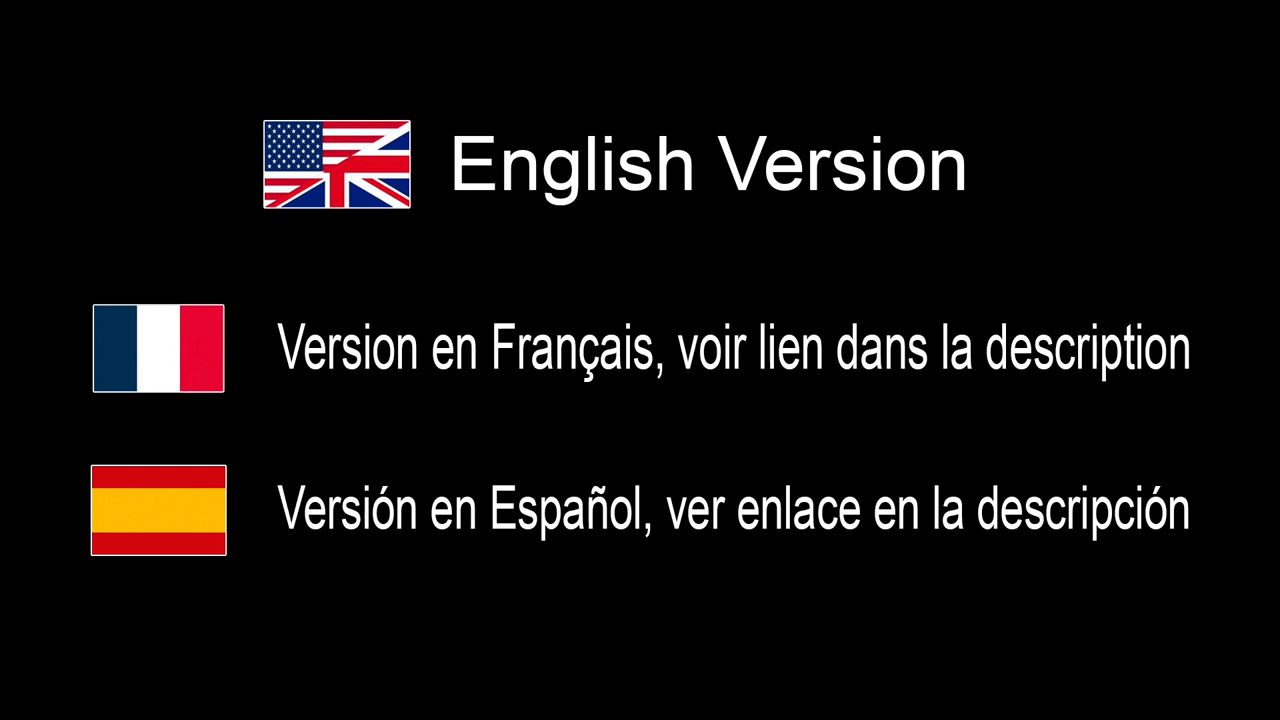 English Version
Version en Français, voir lien dans la description
Versión en Español, ver enlace en la descripción